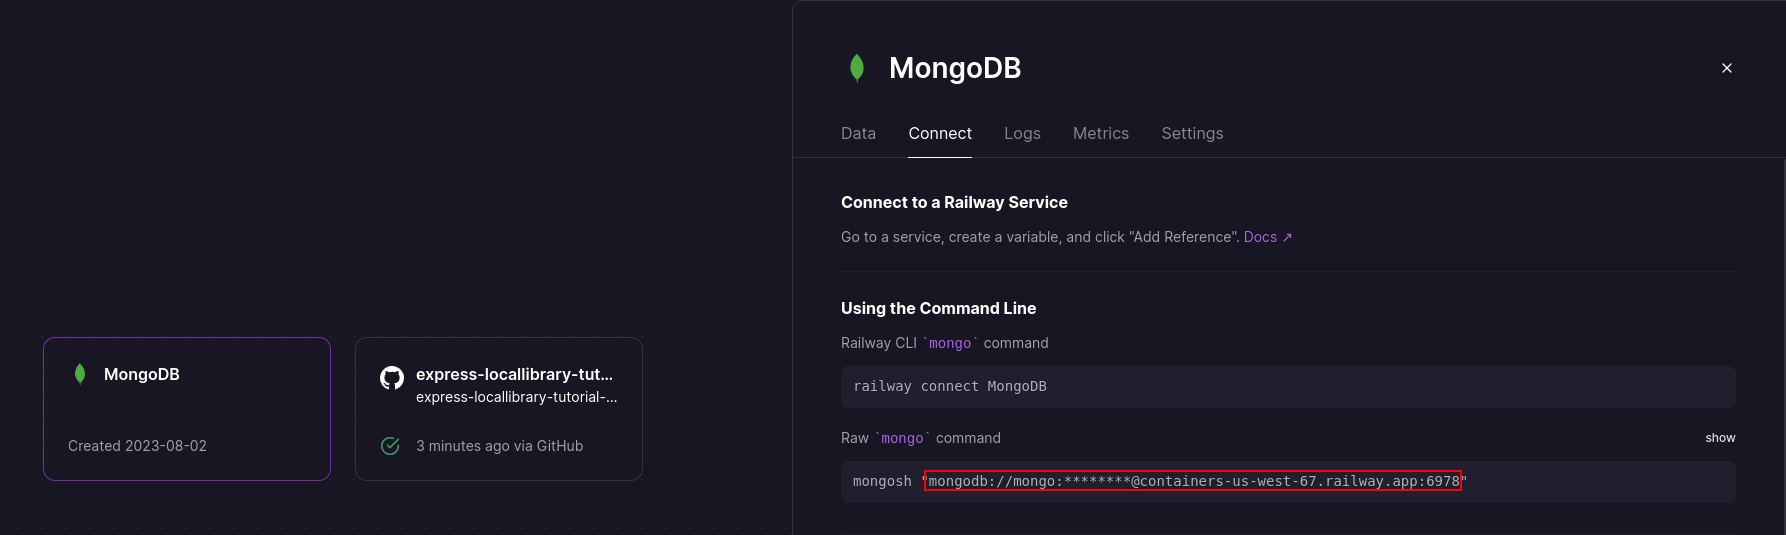 MongoDB
Created 2023-08-02
express-locallibrary-tut...
express-locallibrary-tutorial-...
3 minutes ago via GitHub
MongoDB
×
Data Connect Logs Metrics Settings
Connect to a Railway Service
Go to a service, create a variable, and click "Add Reference". Docs ↗
Using the Command Line
Railway CLI `mongo` command
railway connect MongoDB
Raw `mongo` command show
mongosh "mongodb://mongo:********@containers-us-west-67.railway.app:6978"